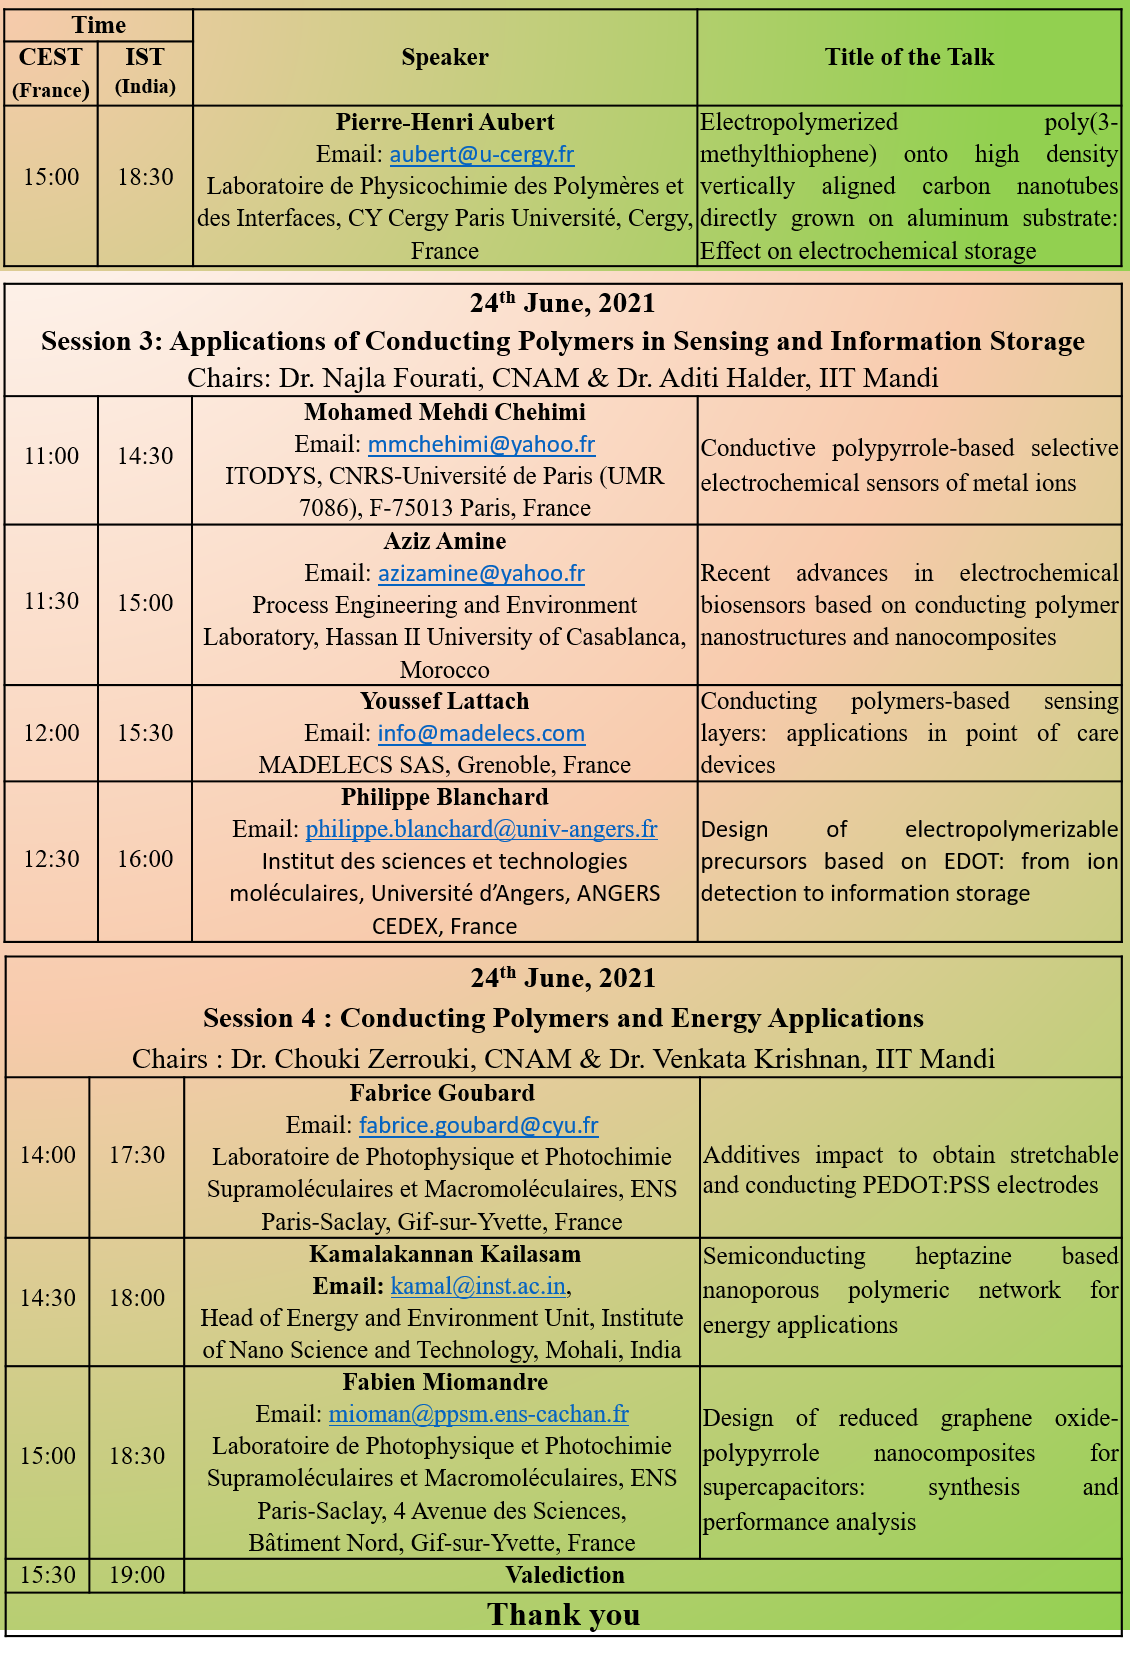 Time
CEST
(France)
IST
(India)
Speaker
Title of the Talk
15:00
18:30
Pierre-Henri Aubert
Email: aubert@u-cergy.fr
Laboratoire de Physicochimie des Polymères et
des Interfaces, CY Cergy Paris Université, Cergy,
France
Electropolymerized poly(3-
methylthiophene) onto high density
vertically aligned carbon nanotubes
directly grown on aluminum substrate:
Effect on electrochemical storage
24th June, 2021
Session 3: Applications of Conducting Polymers in Sensing and Information Storage
Chairs: Dr. Najla Fourati, CNAM & Dr. Aditi Halder, IIT Mandi
11:00
14:30
Mohamed Mehdi Chehimi
Email: mmchehimi@yahoo.fr
ITODYS, CNRS-Université de Paris (UMR
7086), F-75013 Paris, France
Conductive polypyrrole-based selective
electrochemical sensors of metal ions
11:30
15:00
Aziz Amine
Email: azizamine@yahoo.fr
Process Engineering and Environment
Laboratory, Hassan II University of Casablanca,
Morocco
Recent advances in electrochemical
biosensors based on conducting polymer
nanostructures and nanocomposites
12:00
15:30
Youssef Lattach
Email: info@madelecs.com
MADELECS SAS, Grenoble, France
Conducting polymers-based sensing
layers: applications in point of care
devices
12:30
16:00
Philippe Blanchard
Email: philippe.blanchard@univ-angers.fr
Institut des sciences et technologies
moléculaires, Université d’Angers, ANGERS
CEDEX, France
Design of electropolymerizable
precursors based on EDOT: from ion
detection to information storage
24th June, 2021
Session 4 : Conducting Polymers and Energy Applications
Chairs : Dr. Chouki Zerrouki, CNAM & Dr. Venkata Krishnan, IIT Mandi
14:00
17:30
Fabrice Goubard
Email: fabrice.goubard@cyu.fr
Laboratoire de Photophysique et Photochimie
Supramoléculaires et Macromoléculaires, ENS
Paris-Saclay, Gif-sur-Yvette, France
Additives impact to obtain stretchable
and conducting PEDOT:PSS electrodes
14:30
18:00
Kamalakannan Kailasam
Email: kamal@inst.ac.in,
Head of Energy and Environment Unit, Institute
of Nano Science and Technology, Mohali, India
Semiconducting heptazine based
nanoporous polymeric network for
energy applications
15:00
18:30
Fabien Miomandre
Email: mioman@ppsm.ens-cachan.fr
Laboratoire de Photophysique et Photochimie
Supramoléculaires et Macromoléculaires, ENS
Paris-Saclay, 4 Avenue des Sciences,
Bâtiment Nord, Gif-sur-Yvette, France
Design of reduced graphene oxide-
polypyrrole nanocomposites for
supercapacitors: synthesis and
performance analysis
15:30
19:00
Valediction
Thank you